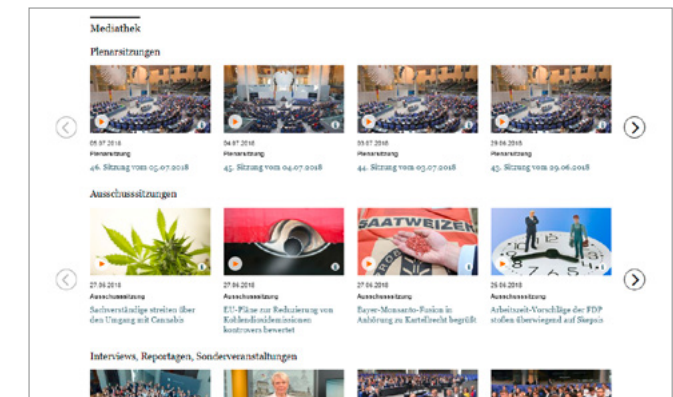 Mediathek
Plenarsitzungen
05.07.2018
04.07.2018
03.07.2018
29.06.2018
Plenarsitzung
Plenarsitzung
Plenarsitzung
Plenarsitzung
46. Sitzung vom 05.07.2018
45. Sitzung vom 04.07.2018
44. Sitzung vom 03.07.2018
43. Sitzung vom 29.06.2018
Ausschusssitzungen
SAATWEIZEN
27.06.2018
Ausschusssitzung
Sachverständige streiten über
den Umgang mit Cannabis
27.06.2018
Ausschusssitzung
EU-Pläne zur Reduzierung von
Kohlendioxidemissionen
kontrovers bewertet
27.06.2018
Ausschusssitzung
Bayer-Monsanto-Fusion in
Anhörung zu Kartellrecht begrüßt
26.06.2018
Ausschusssitzung
Arbeitszeit-Vorschläge der FDP
stoßen überwiegend auf Skepsis
Interviews, Reportagen, Sonderveranstaltungen